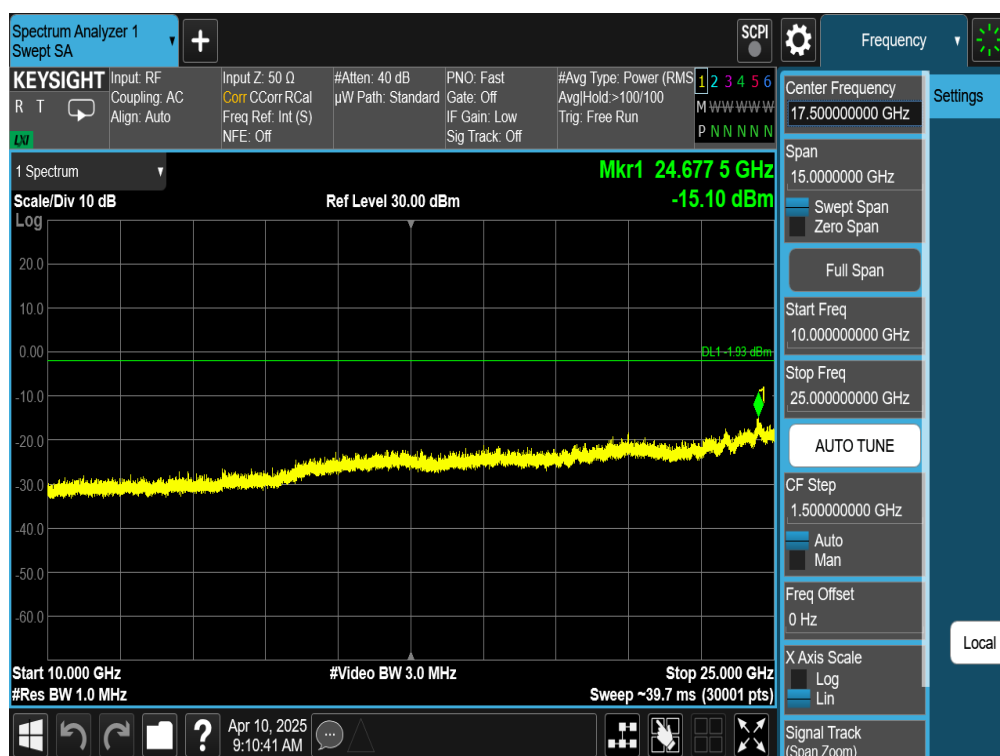 Spectrum Analyzer 1
Swept SA
+
SCPI
Frequency
KEYSIGHT
R T
LXI
Input: RF
Coupling: AC
Align: Auto
Input Z: 50 Ω
Corr CCorr RCal
Freq Ref: Int (S)
NFE: Off
#Atten: 40 dB
µW Path: Standard
PNO: Fast
Gate: Off
IF Gain: Low
Sig Track: Off
#Avg Type: Power (RMS
Avg|Hold:>100/100
Trig: Free Run
1 2 3 4 5 6
M W W W W W
P N N N N N
1 Spectrum
Mkr1 24.677 5 GHz
-15.10 dBm
Scale/Div 10 dB
Ref Level 30.00 dBm
Log
20.0
10.0
0.00
DL1 -1.93 dBm
-10.0
-20.0
-30.0
-40.0
-50.0
-60.0
Start 10.000 GHz
#Video BW 3.0 MHz
Stop 25.000 GHz
#Res BW 1.0 MHz
Sweep ~39.7 ms (30001 pts)
Center Frequency
17.500000000 GHz
Settings
Span
15.0000000 GHz
Swept Span
Zero Span
Full Span
Start Freq
10.000000000 GHz
Stop Freq
25.000000000 GHz
AUTO TUNE
CF Step
1.500000000 GHz
Auto
Man
Freq Offset
0 Hz
Local
X Axis Scale
Log
Lin
Signal Track
(Span Zoom)
?
Apr 10, 2025
9:10:41 AM